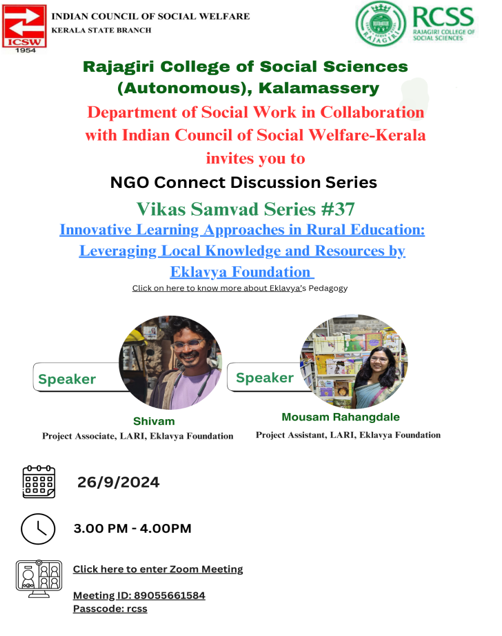 INDIAN COUNCIL OF SOCIAL WELFARE
KERALA STATE BRANCH
ICSW
1954
RAJAGIRI
RCSS
RAJAGIRI COLLEGE OF
SOCIAL SCIENCES
Rajagiri College of Social Sciences
(Autonomous), Kalamassery
Department of Social Work in Collaboration
with Indian Council of Social Welfare-Kerala
invites you to
NGO Connect Discussion Series
Vikas Samvad Series #37
Innovative Learning Approaches in Rural Education:
Leveraging Local Knowledge and Resources by
Eklavya Foundation
Click on here to know more about Eklavya's Pedagogy
Speaker
Shivam
Project Associate, LARI, Eklavya Foundation
Speaker
Mousam Rahangdale
Project Assistant, LARI, Eklavya Foundation
26/9/2024
3.00 PM - 4.00PM
Click here to enter Zoom Meeting
Meeting ID: 89055661584
Passcode: rcss